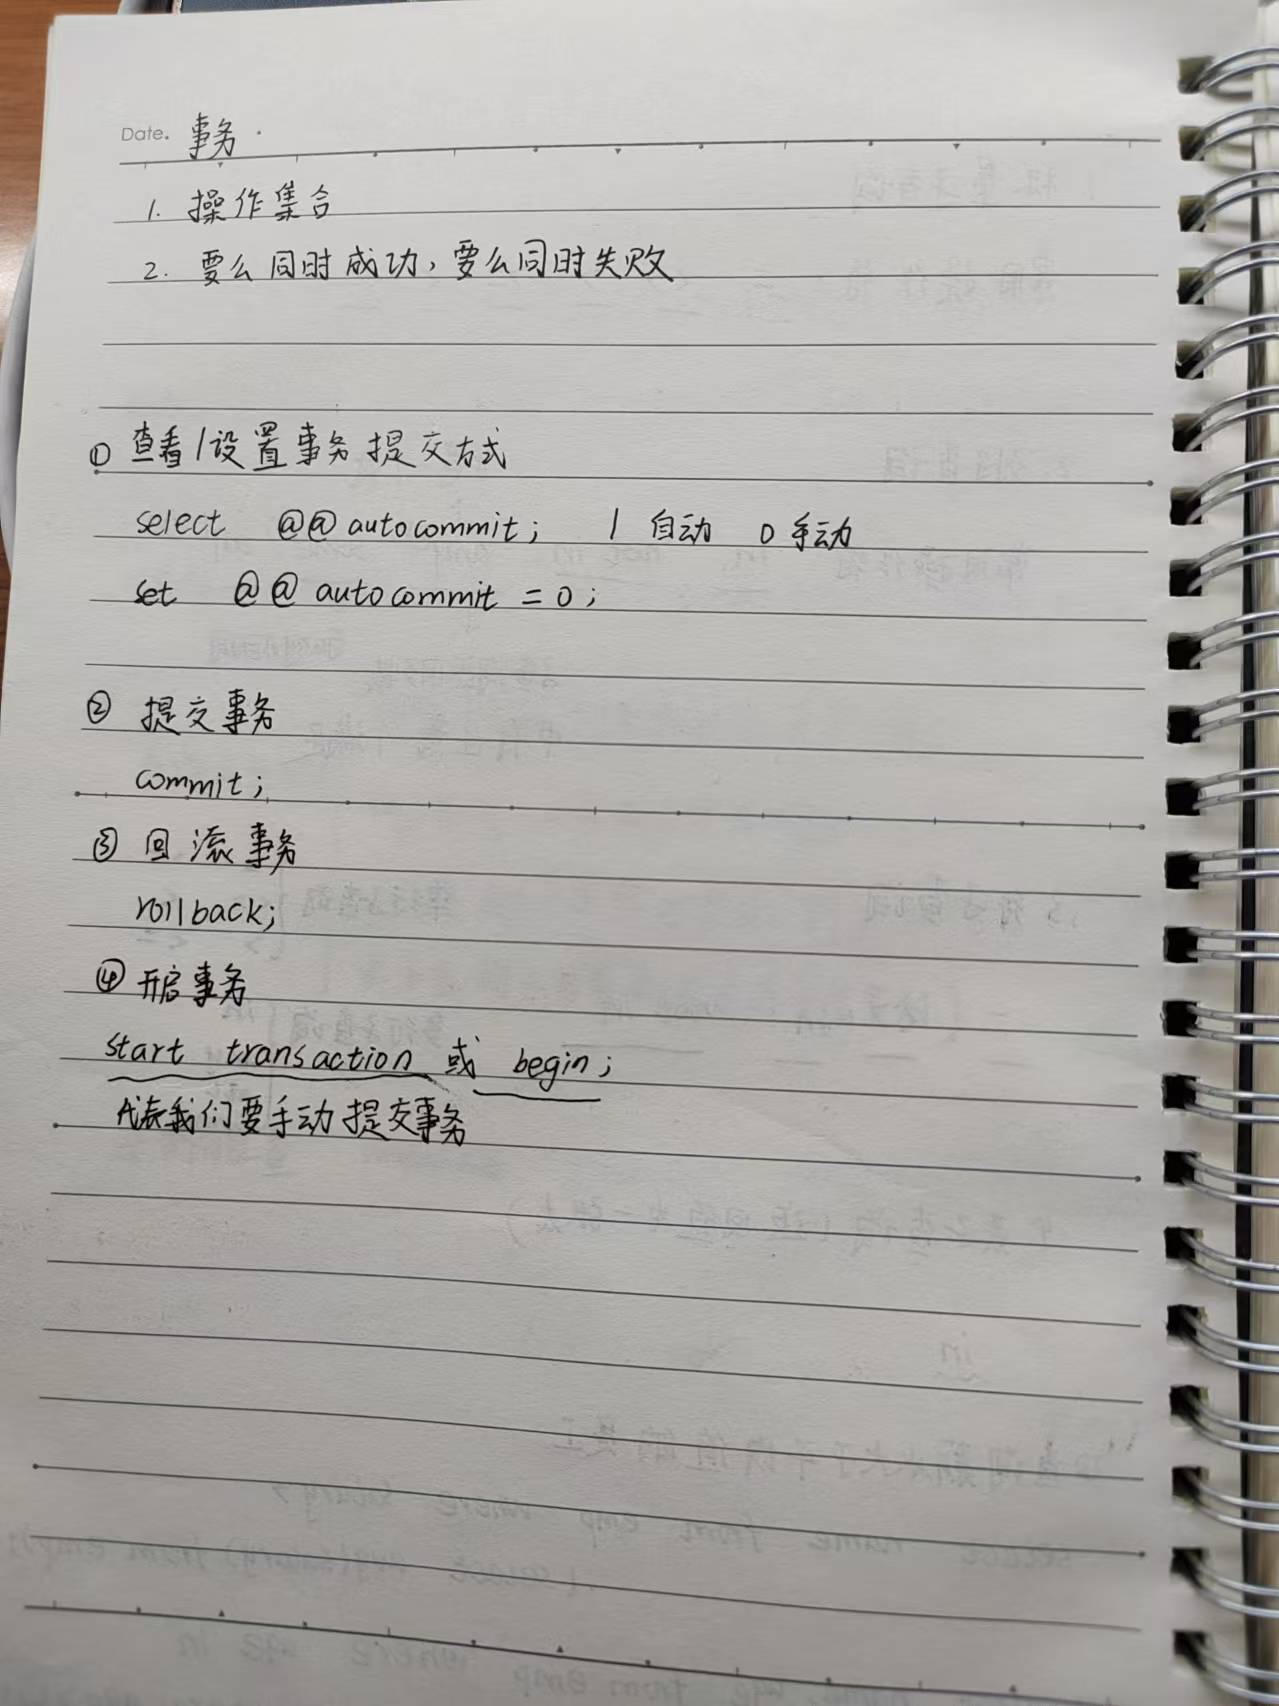 Date. 事务
1. 操作集合
2. 要么同时成功，要么同时失败
① 查看/设置事务提交方式
select @@autocommit; 1 自动 0 手动
set @@autocommit = 0;
② 提交事务
commit;
③ 回滚事务
rollback;
④ 开启事务
start transaction 或 begin;
代表我们要手动提交事务